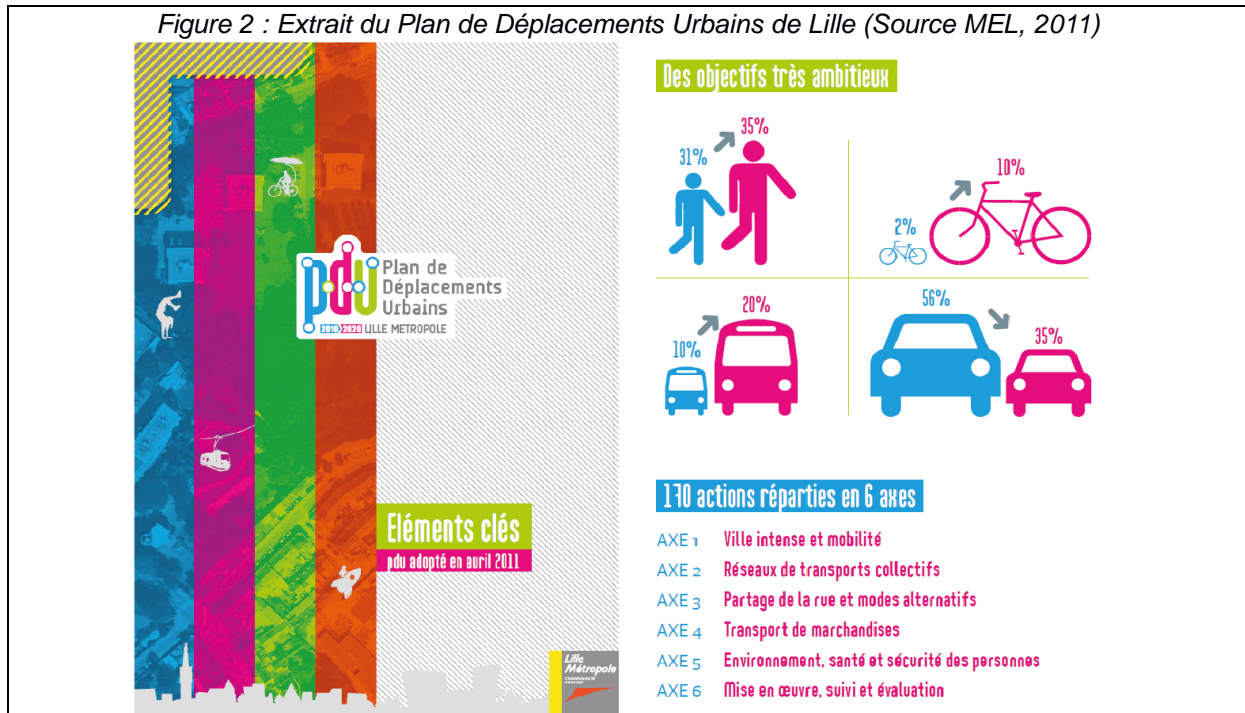 Figure 2 : Extrait du Plan de Déplacements Urbains de Lille (Source MEL, 2011)
pdu
Plan de
Déplacements
Urbains
2010>2020 LILLE METROPOLE
Eléments clés
pdu adopté en avril 2011
Lille
Métropole
Des objectifs très ambitieux
31%
35%
2%
10%
10%
20%
56%
35%
170 actions réparties en 6 axes
AXE 1 Ville intense et mobilité
AXE 2 Réseaux de transports collectifs
AXE 3 Partage de la rue et modes alternatifs
AXE 4 Transport de marchandises
AXE 5 Environnement, santé et sécurité des personnes
AXE 6 Mise en œuvre, suivi et évaluation